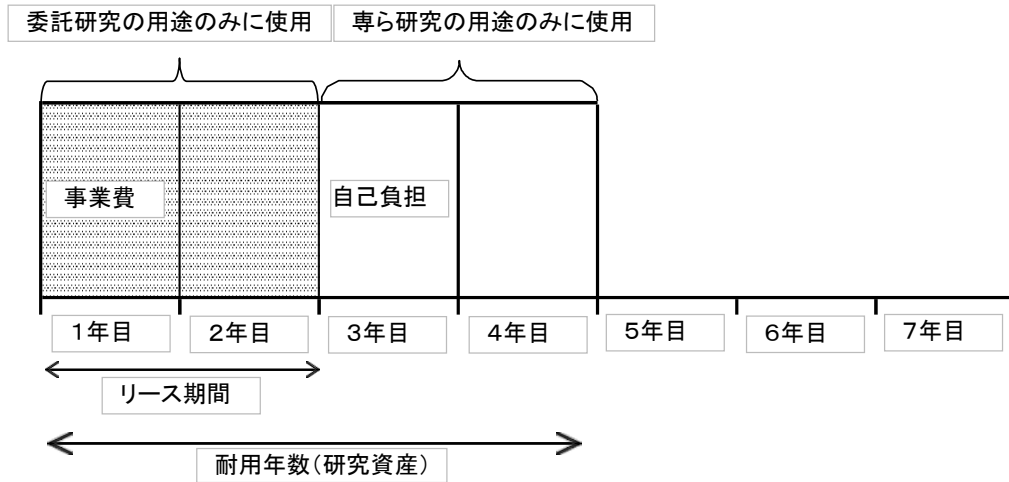 委託研究の用途のみに使用
専ら研究の用途のみに使用
事業費
自己負担
1年目
2年目
3年目
4年目
5年目
6年目
7年目
リース期間
耐用年数(研究資産)